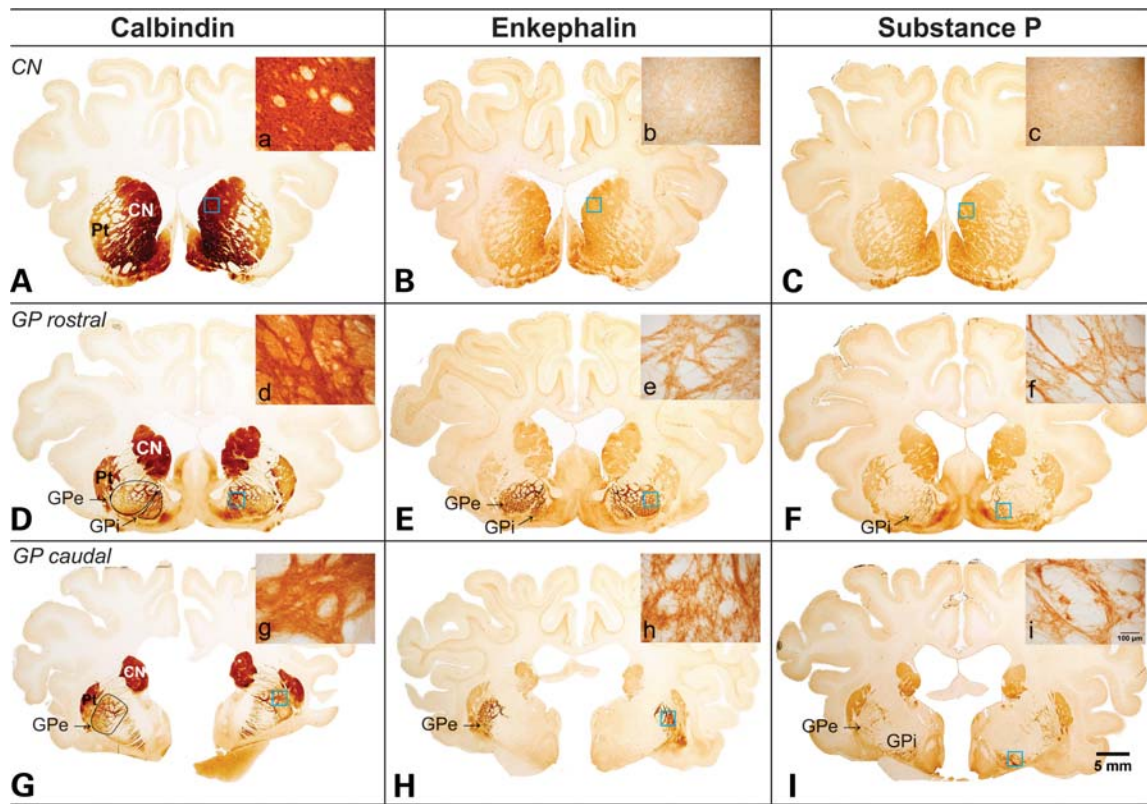 Calbindin Enkephalin Substance P
CN
a b c
CN
Pt
A B C
GP rostral
d e f
CN
Pt
GPe GPe
GPi GPi GPi
D E F
GP caudal
g h i
100 µm
CN
Pt
GPe GPe GPe
GPi
5 mm
G H I